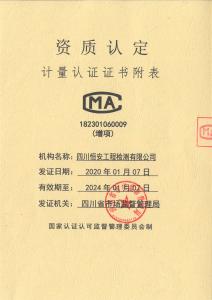 资质认定
计量认证证书附表
CMA
182301060009
(增项)
机构名称：四川恒安工程检测有限公司
发证日期：2020 年 01 月 07 日
有效期至：2024 年 01 月 02 日
发证机关：四川省市场监督管理局
国家认证认可监督管理委员会制